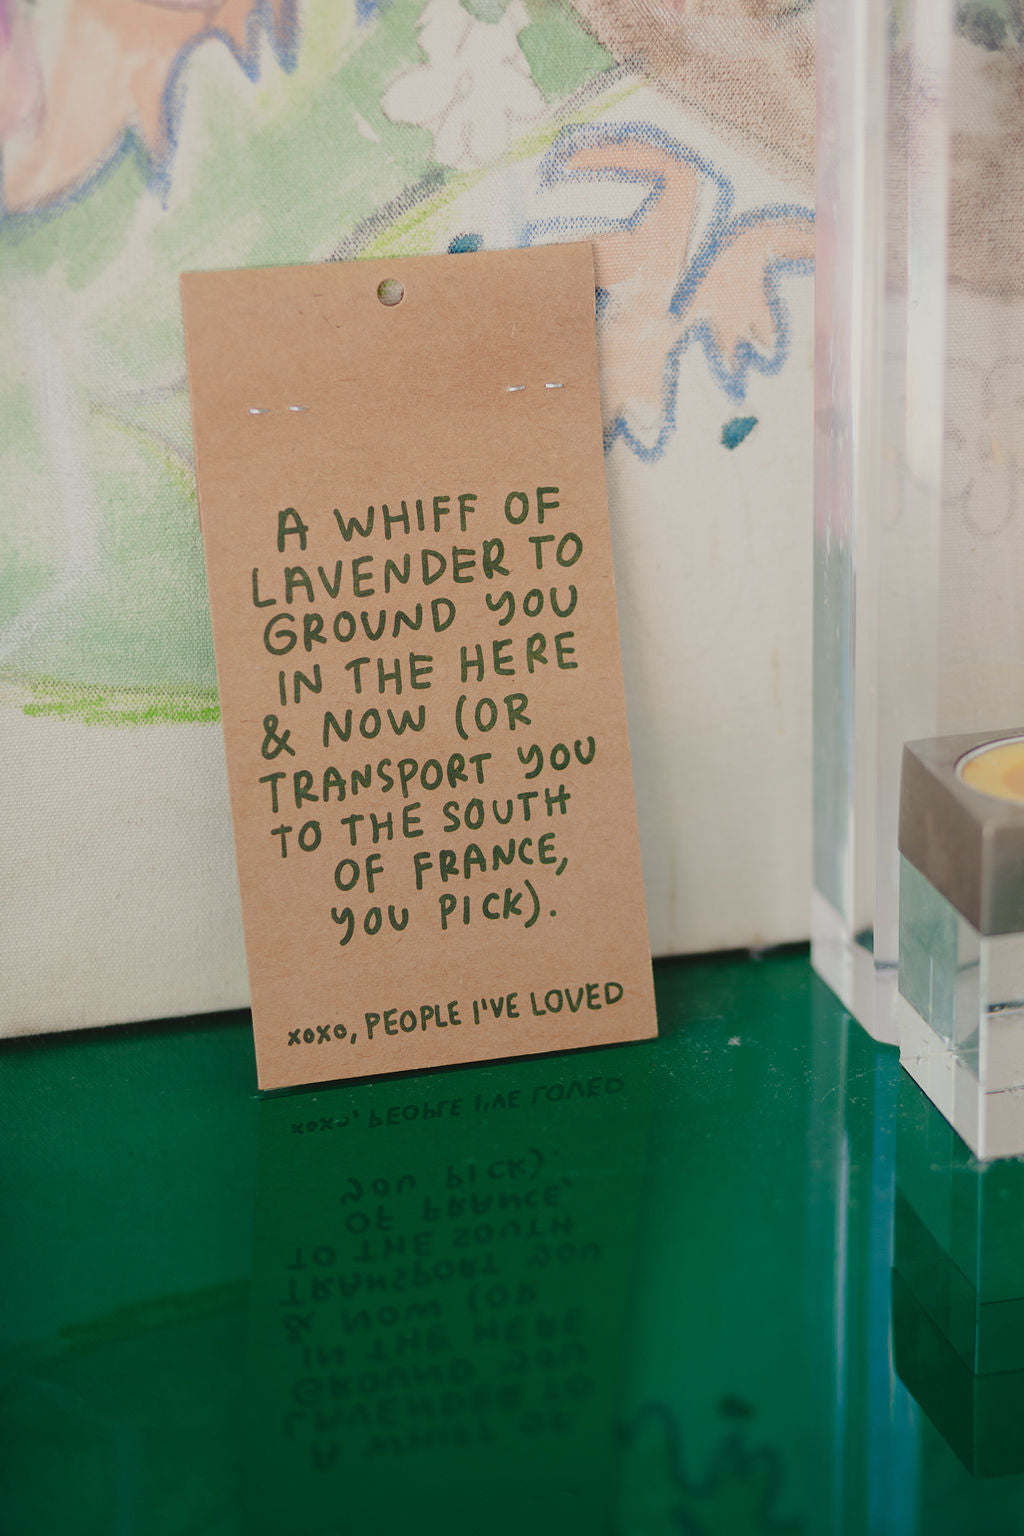 A WHIFF OF
LAVENDER TO
GROUND YOU
IN THE HERE
& NOW (OR
TRANSPORT YOU
TO THE SOUTH
OF FRANCE,
YOU PICK).
xoxo, PEOPLE I'VE LOVED